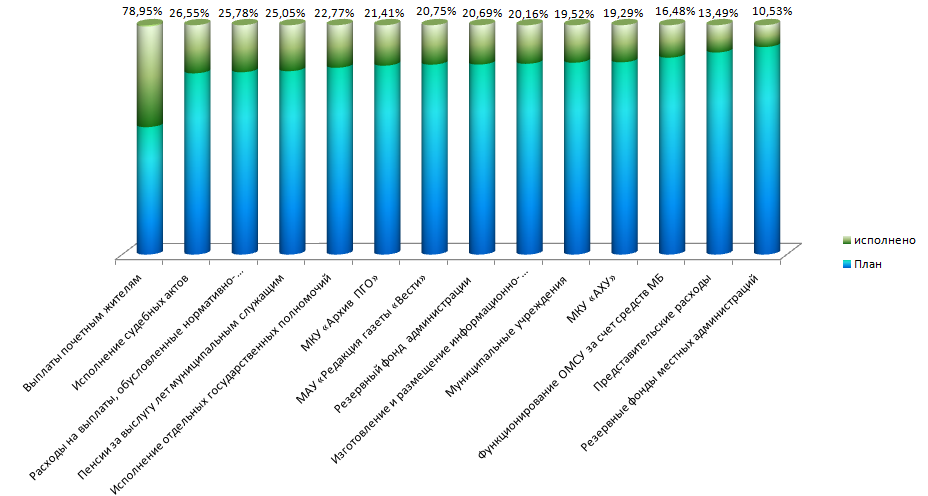 78,95%
26,55%
25,78%
25,05%
22,77%
21,41%
20,75%
20,69%
20,16%
19,52%
19,29%
16,48%
13,49%
10,53%
исполнено
План
Выплаты почетным жителям
Исполнение судебных актов
Расходы на выплаты, обусловленные нормативно-...
Пенсии за выслугу лет муниципальным служащим
Исполнение отдельных государственных полномочий
МКУ «Архив ПГО»
МАУ «Редакция газеты «Вести»
Резервный фонд администрации
Изготовление и размещение информационно-...
Муниципальные учреждения
МКУ «АХУ»
Функционирование ОМСУ за счет средств МБ
Представительские расходы
Резервные фонды местных администраций